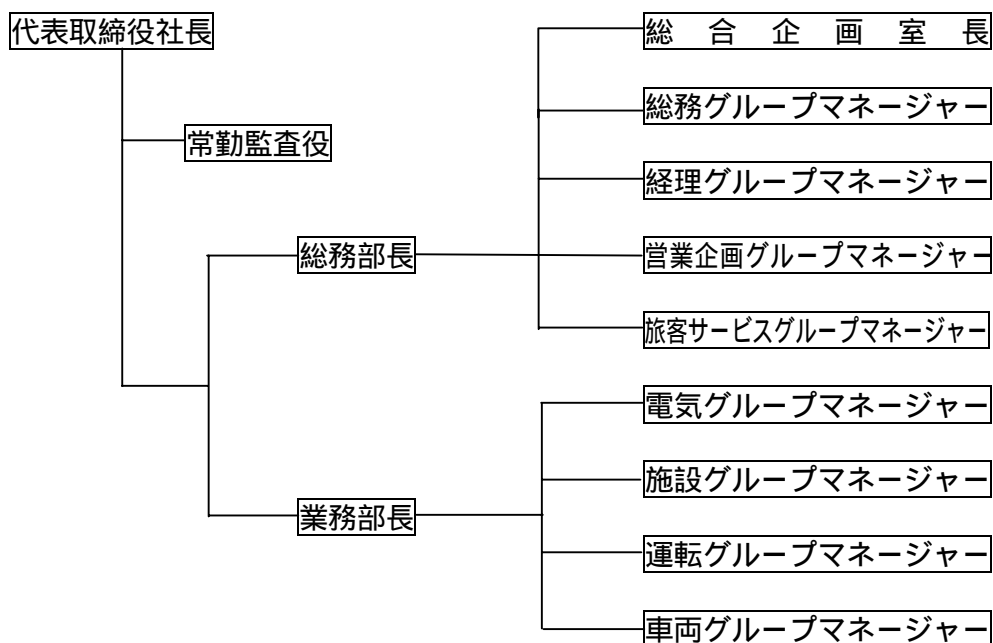 代表取締役社長
常勤監査役
総務部長
総合企画室長
総務グループマネージャー
経理グループマネージャー
営業企画グループマネージャー
旅客サービスグループマネージャー
業務部長
電気グループマネージャー
施設グループマネージャー
運転グループマネージャー
車両グループマネージャー